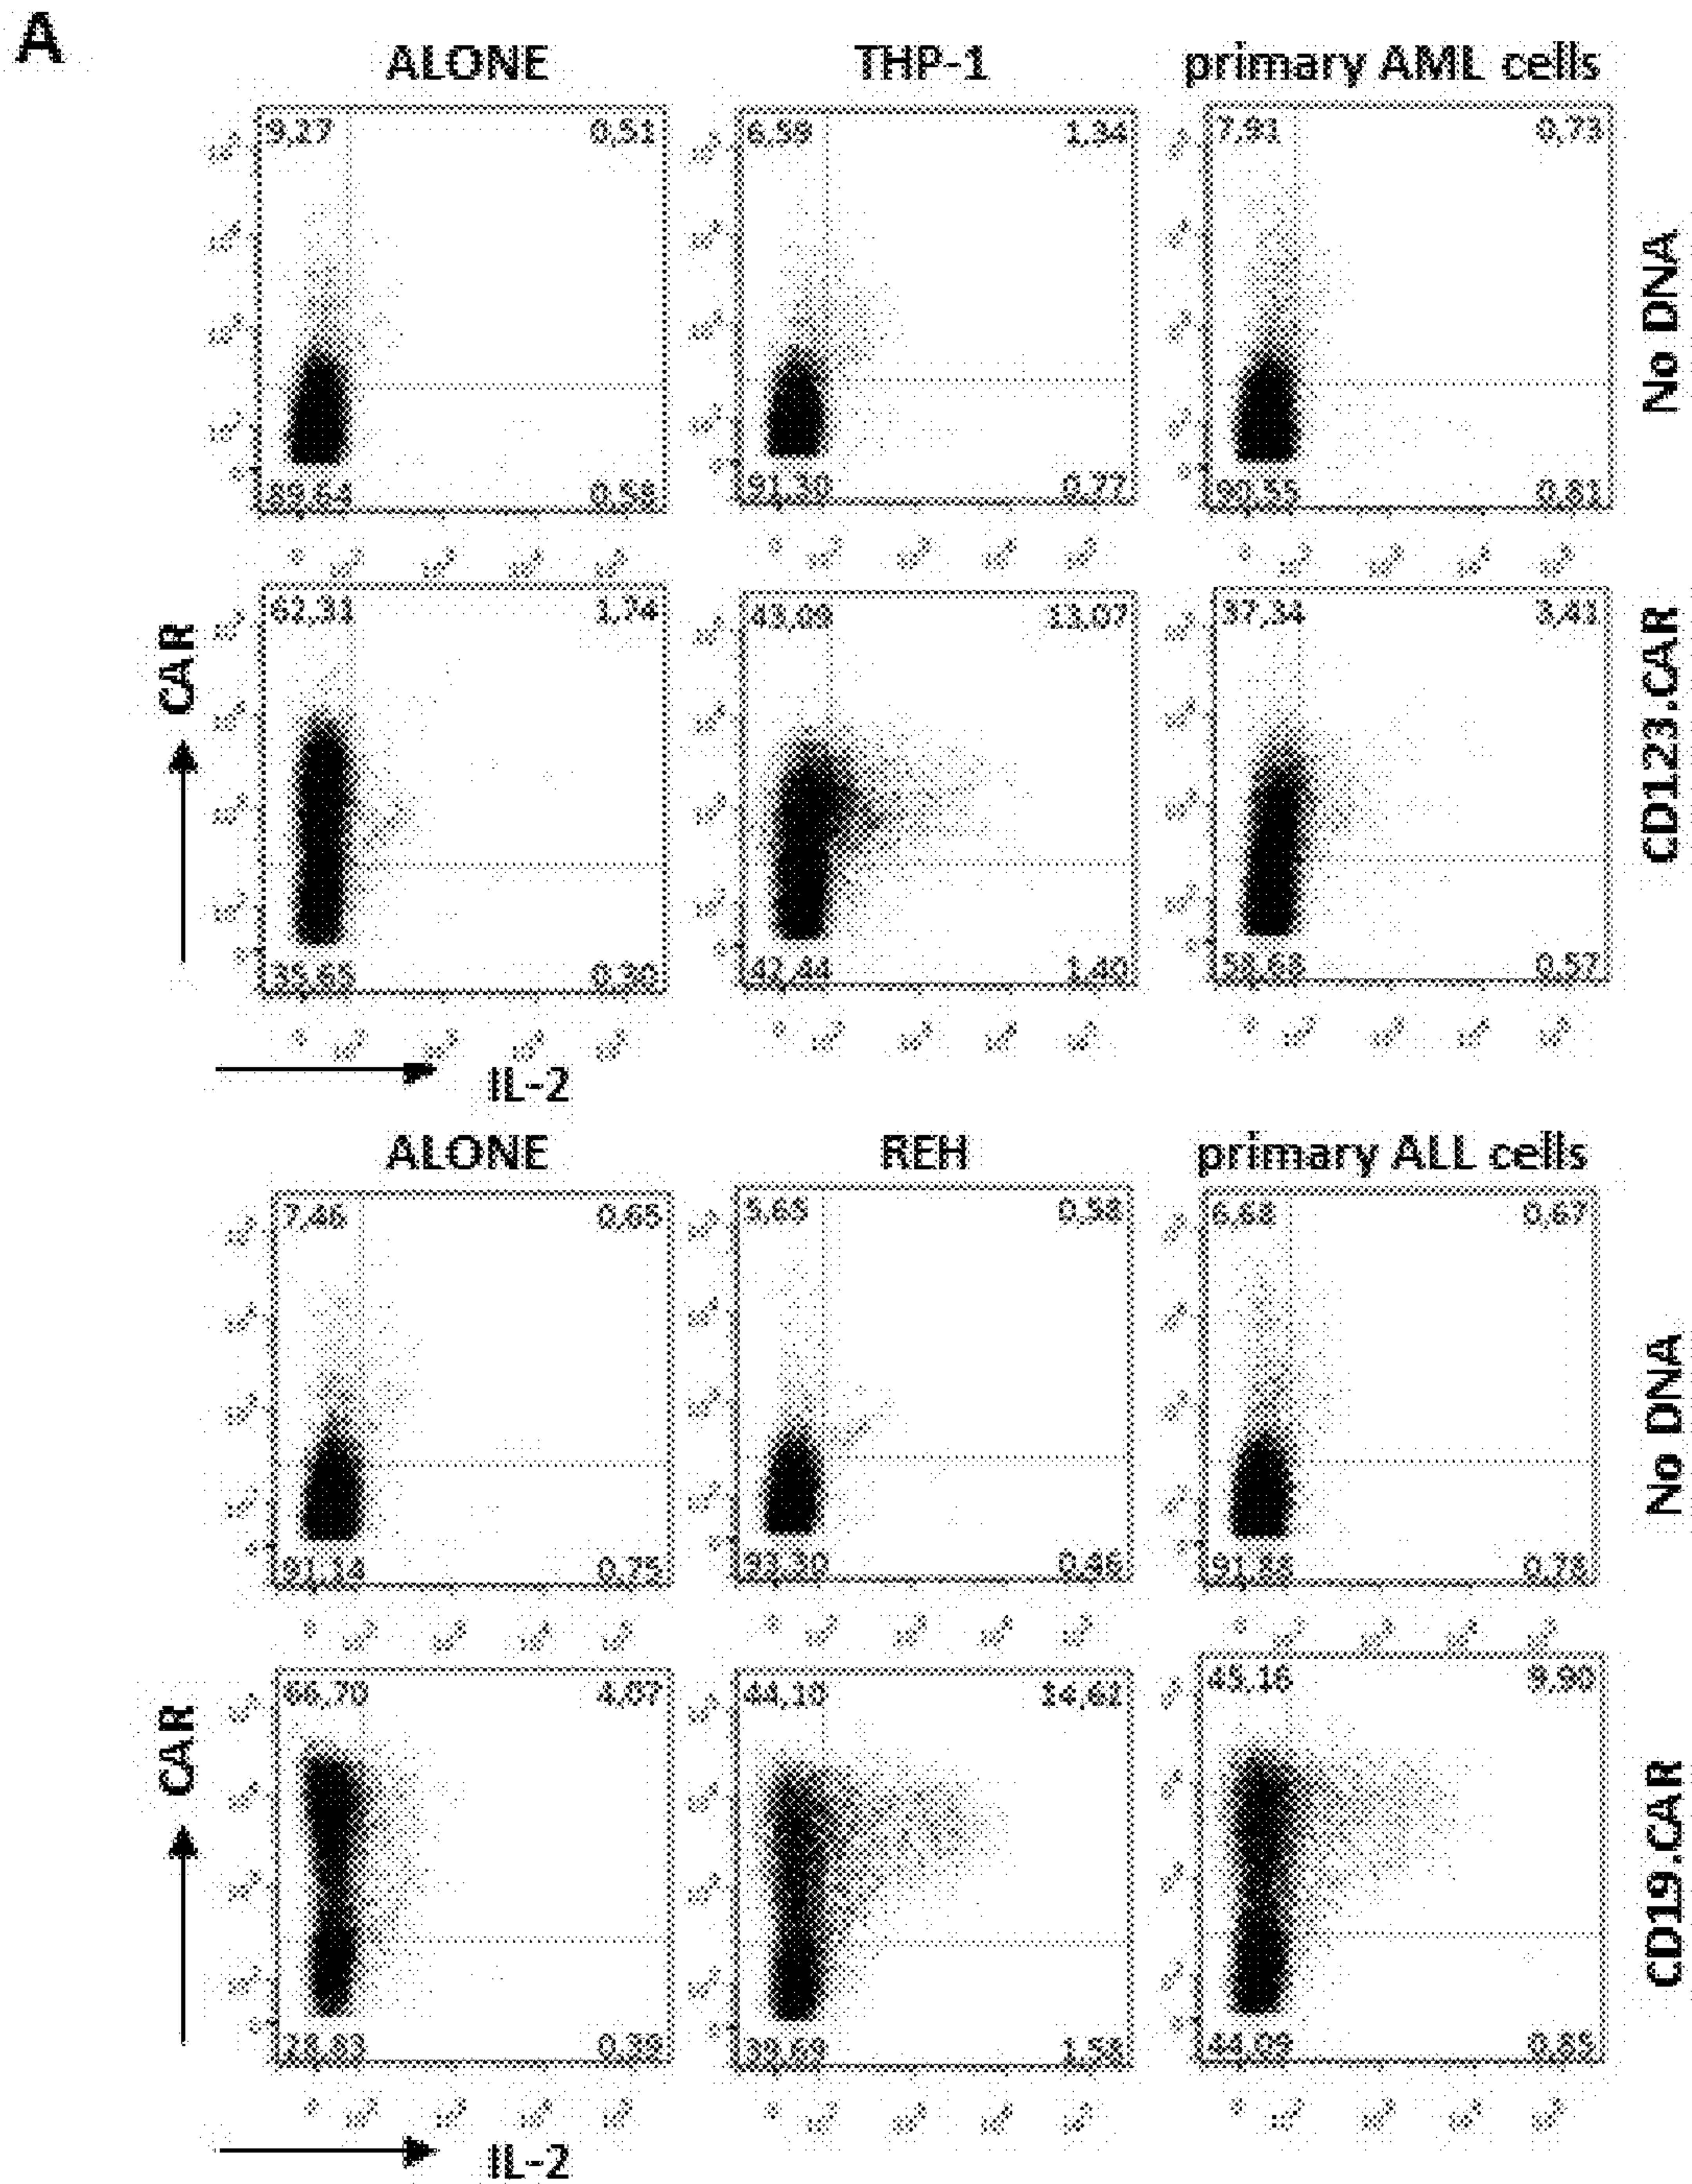 A
ALONE THP-1 primary AML cells
9,27 0,51 6,59 1,34 7,91 0,73
89,64 0,58 91,30 0,77 90,55 0,81
No DNA
62,31 1,74 43,09 13,07 37,34 3,41
35,65 0,30 42,44 1,40 58,68 0,57
CD123.CAR
CAR
IL-2
ALONE REH primary ALL cells
7,46 0,65 5,65 0,58 6,68 0,67
91,14 0,75 93,30 0,46 91,88 0,78
No DNA
66,70 4,07 44,10 14,62 45,16 9,90
28,83 0,39 39,69 1,58 44,09 0,85
CD19.CAR
CAR
IL-2